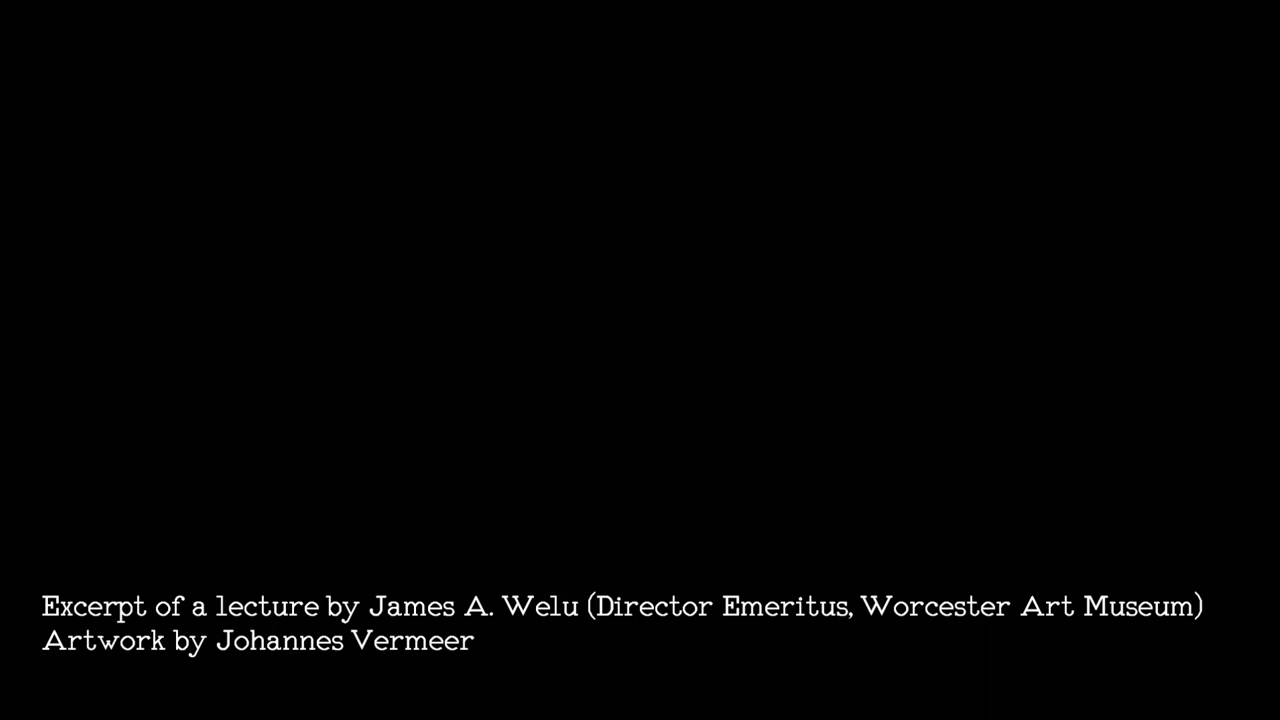 Excerpt of a lecture by James A. Welu (Director Emeritus, Worcester Art Museum)
Artwork by Johannes Vermeer